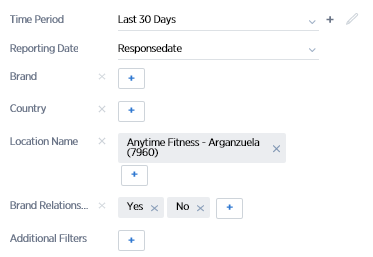 Time Period Last 30 Days
Reporting Date Responsedate
Brand
Country
Location Name Anytime Fitness - Arganzuela
(7960)
Brand Relations... Yes No
Additional Filters